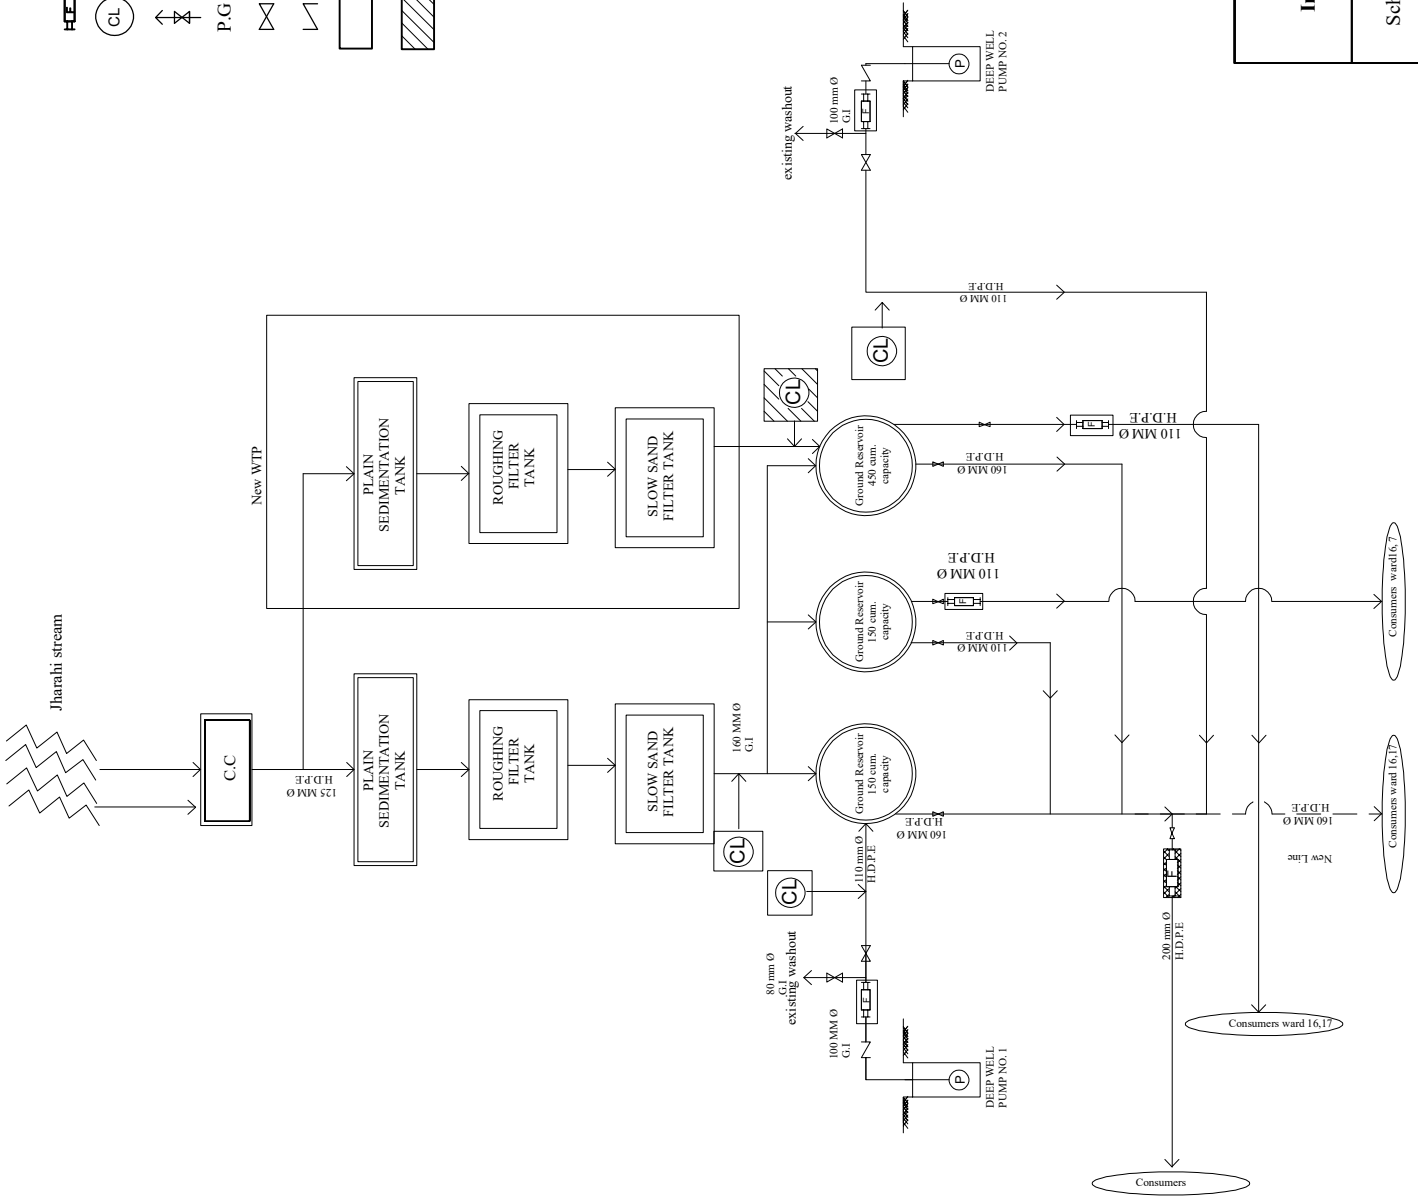 F
CL
P.G
Jharahi stream
C.C
125 MM Ø
H.D.P.E
New WTP
PLAIN
SEDIMENTATION
TANK
ROUGHING
FILTER
TANK
SLOW SAND
FILTER TANK
PLAIN
SEDIMENTATION
TANK
ROUGHING
FILTER
TANK
SLOW SAND
FILTER TANK
160 MM Ø
G.I
CL
CL
CL
CL
existing washout
100 mm Ø
G.I
F
P
DEEP WELL
PUMP NO. 2
110 MM Ø
H.D.P.E
Ground Reservoir
150 cum.
capacity
Ground Reservoir
150 cum.
capacity
Ground Reservoir
450 cum.
capacity
110 mm Ø
H.D.P.E
80 mm Ø
G.I
existing washout
100 MM Ø
G.I
F
P
DEEP WELL
PUMP NO. 1
160 MM Ø
H.D.P.E
110 MM Ø
H.D.P.E
110 MM Ø
H.D.P.E
F
160 MM Ø
H.D.P.E
110 MM Ø
H.D.P.E
F
200 mm Ø
H.D.P.E
F
160 MM Ø
H.D.P.E
New Line
Consumers
Consumers ward 16,17
Consumers ward 16,17
Consumers ward16, 7
In
Sch